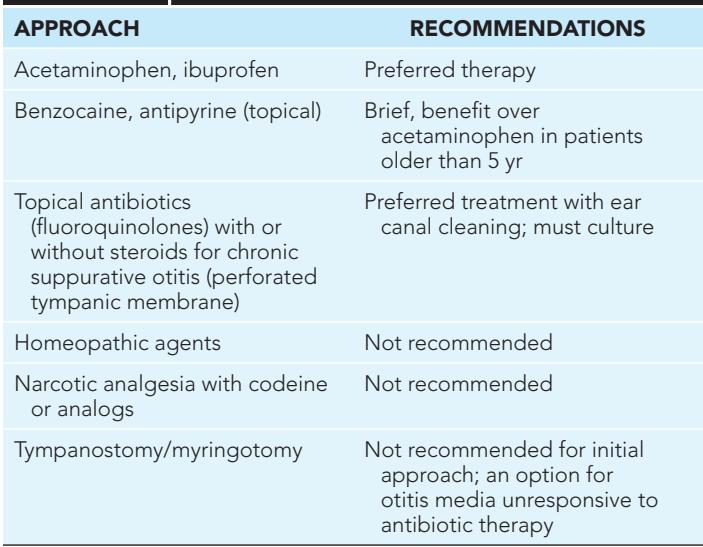 APPROACH RECOMMENDATIONS
Acetaminophen, ibuprofen Preferred therapy
Benzocaine, antipyrine (topical) Brief, benefit over
acetaminophen in patients
older than 5 yr
Topical antibiotics Preferred treatment with ear
(fluoroquinolones) with or canal cleaning; must culture
without steroids for chronic
suppurative otitis (perforated
tympanic membrane)
Homeopathic agents Not recommended
Narcotic analgesia with codeine Not recommended
or analogs
Tympanostomy/myringotomy Not recommended for initial
approach; an option for
otitis media unresponsive to
antibiotic therapy